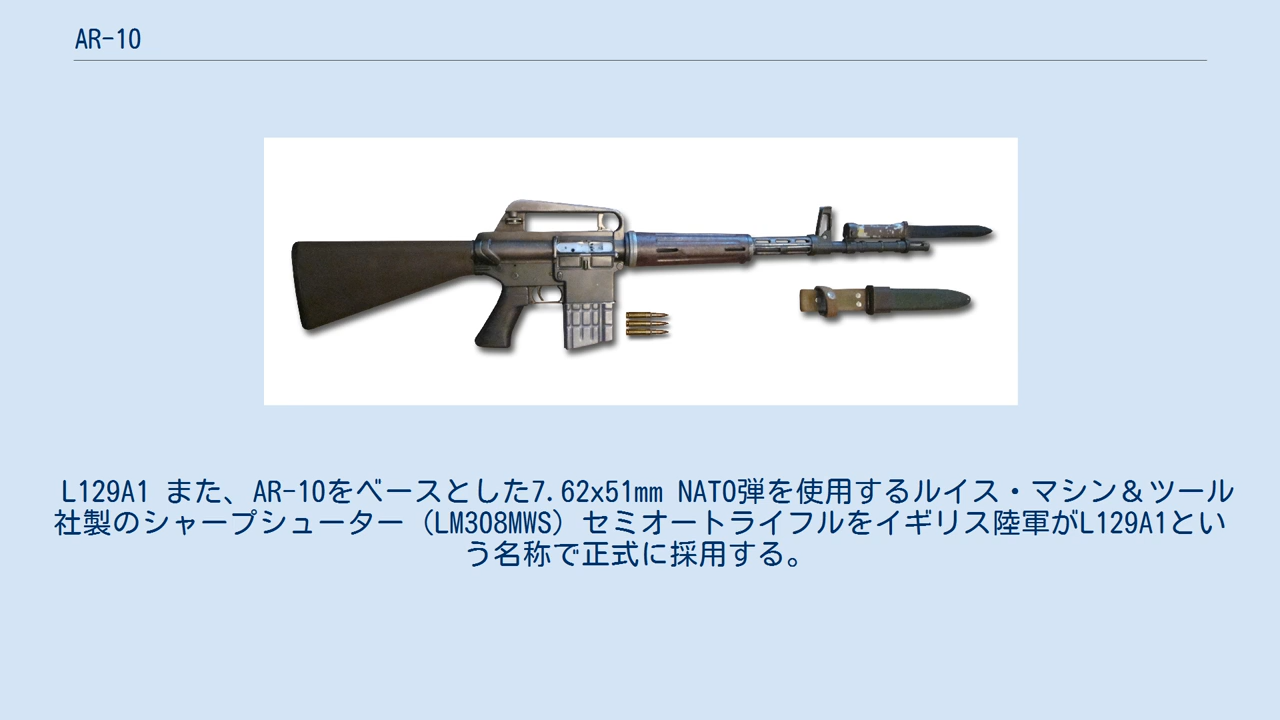 AR-10
L129A1 また、AR-10をベースとした7.62x51mm NATO弾を使用するルイス・マシン＆ツール
社製のシャープシューター（LM308MWS）セミオートライフルをイギリス陸軍がL129A1とい
う名称で正式に採用する。